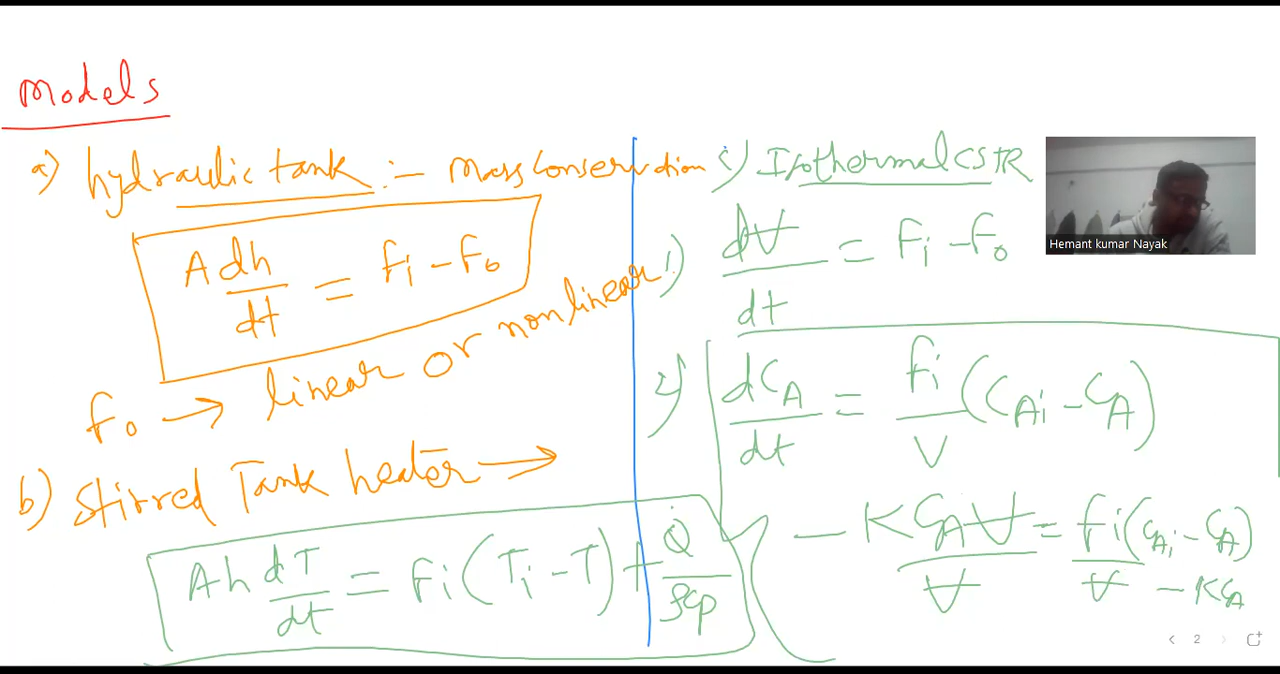 Models
a) hydraulic tank :- Mass Conservation
A dh/dt = Fi - Fo
Fo → linear or nonlinear
b) Stirred Tank heater →
Ah dT/dt = Fi (Ti - T) + Q̇/ρcp
c) Isothermal CSTR
1) dV/dt = Fi - Fo
2) dCA/dt = Fi/V (CAi - CA)
- KCAV/V = Fi/V (CAi - CA)
- KCA
Hemant kumar Nayak
< 2 >